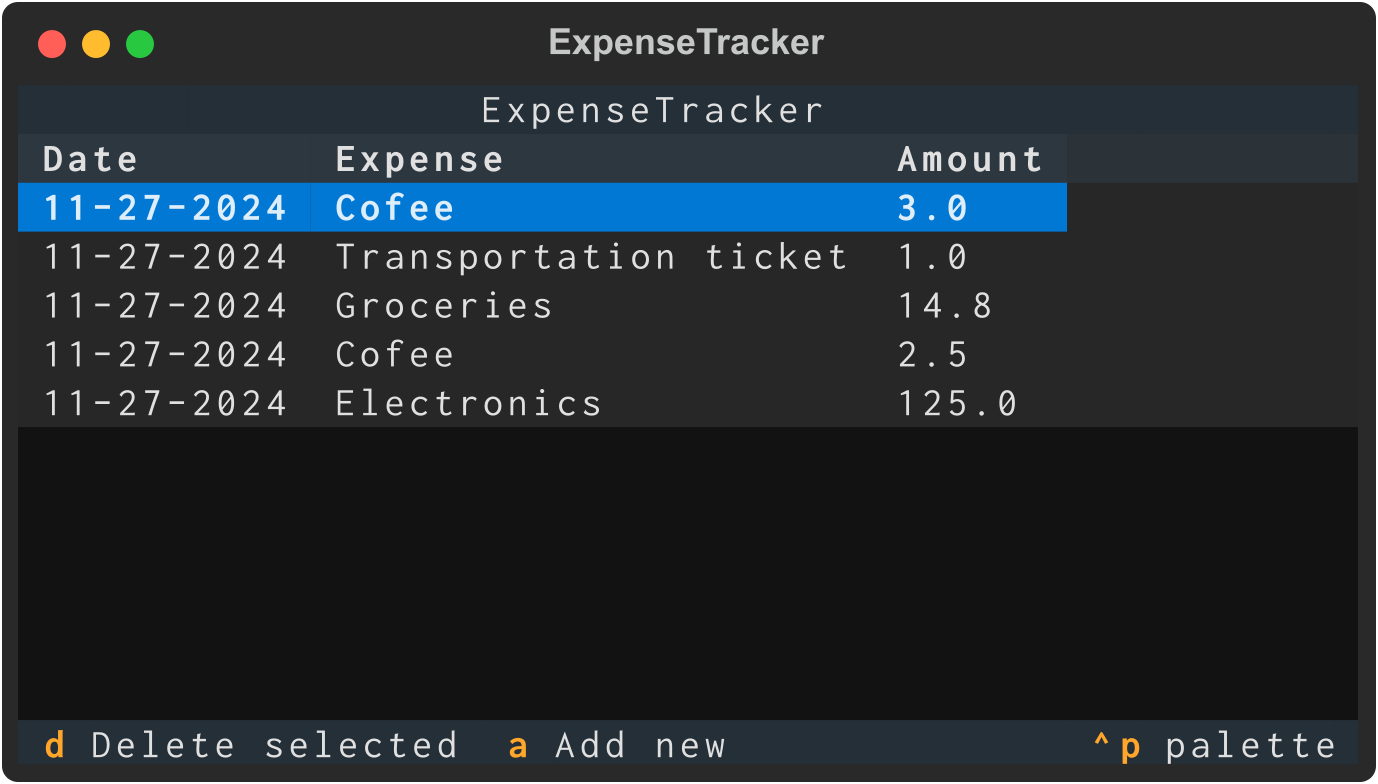 ExpenseTracker
ExpenseTracker
Date Expense Amount
11-27-2024 Cofee 3.0
11-27-2024 Transportation ticket 1.0
11-27-2024 Groceries 14.8
11-27-2024 Cofee 2.5
11-27-2024 Electronics 125.0
d Delete selected a Add new ^p palette